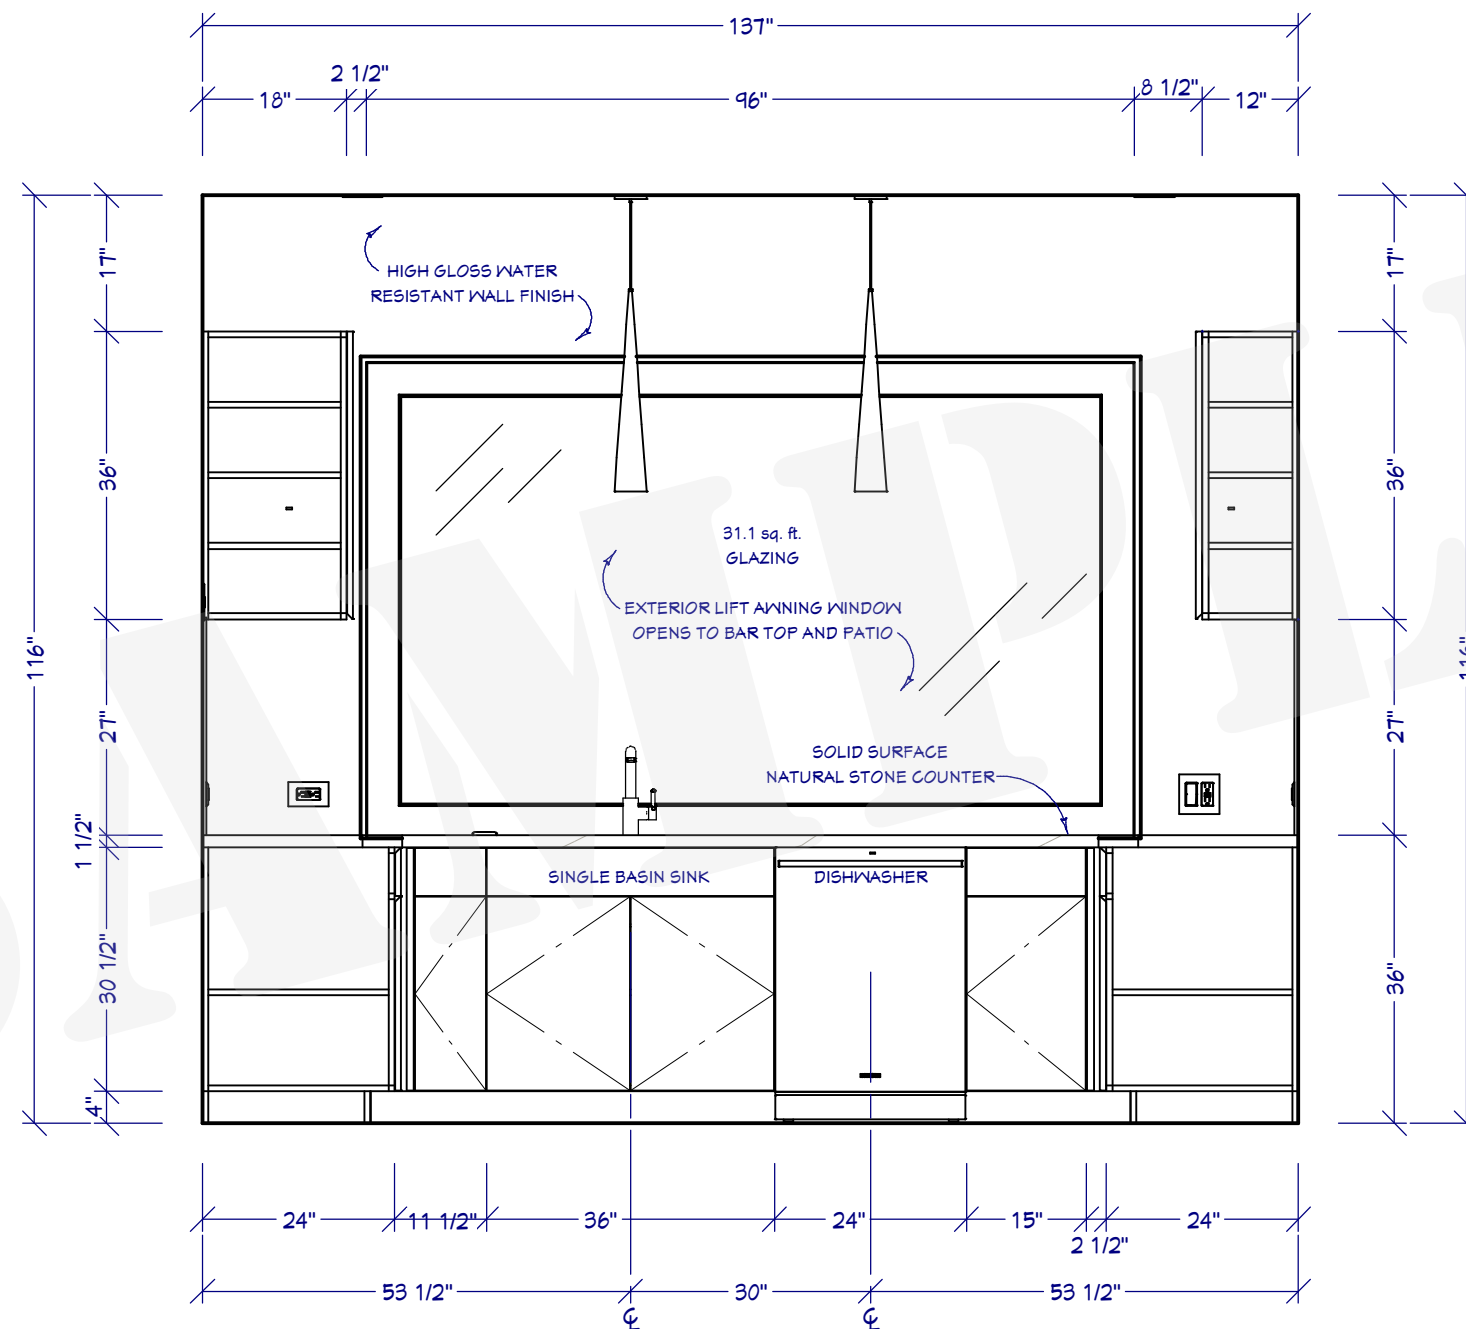 137"
2 1/2"
18"
96"
8 1/2"
12"
HIGH GLOSS WATER
RESISTANT WALL FINISH
17"
17"
36"
36"
31.1 sq. ft.
GLAZING
EXTERIOR LIFT AWNING WINDOW
OPENS TO BAR TOP AND PATIO
116"
116"
27"
27"
SOLID SURFACE
NATURAL STONE COUNTER
1 1/2"
SINGLE BASIN SINK
DISHWASHER
30 1/2"
36"
4"
24"
11 1/2"
36"
24"
15"
2 1/2"
24"
53 1/2"
30"
53 1/2"
℄
℄
SAMPLE